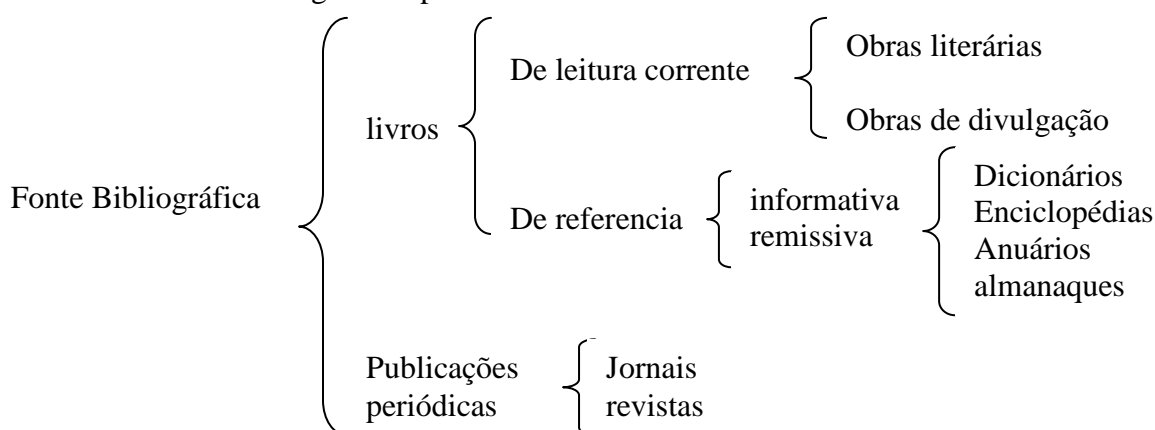 Obras literárias
De leitura corrente
Obras de divulgação
livros
Fonte Bibliográfica
De referencia
informativa
remissiva
Dicionários
Enciclopédias
Anuários
almanaques
Publicações
periódicas
Jornais
revistas